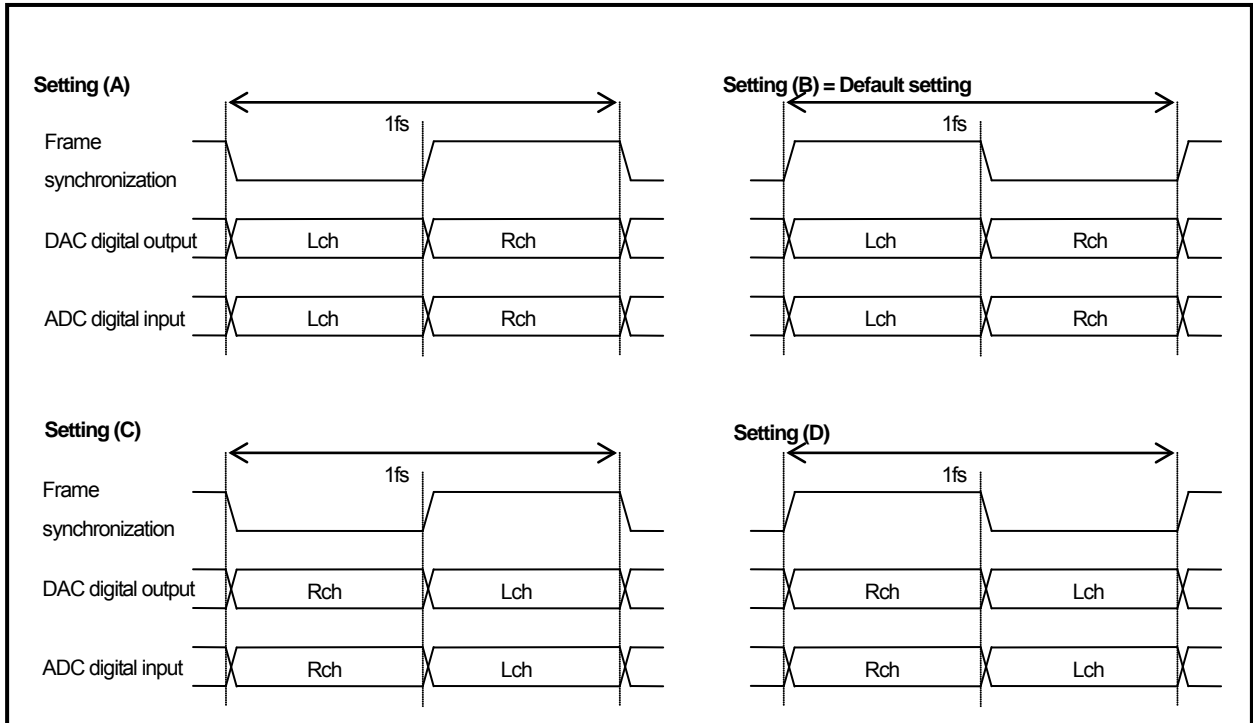 Setting (A)
1fs
Frame
synchronization
DAC digital output
Lch
Rch
ADC digital input
Lch
Rch
Setting (B) = Default setting
1fs
Lch
Rch
Lch
Rch
Setting (C)
1fs
Frame
synchronization
DAC digital output
Rch
Lch
ADC digital input
Rch
Lch
Setting (D)
1fs
Rch
Lch
Rch
Lch